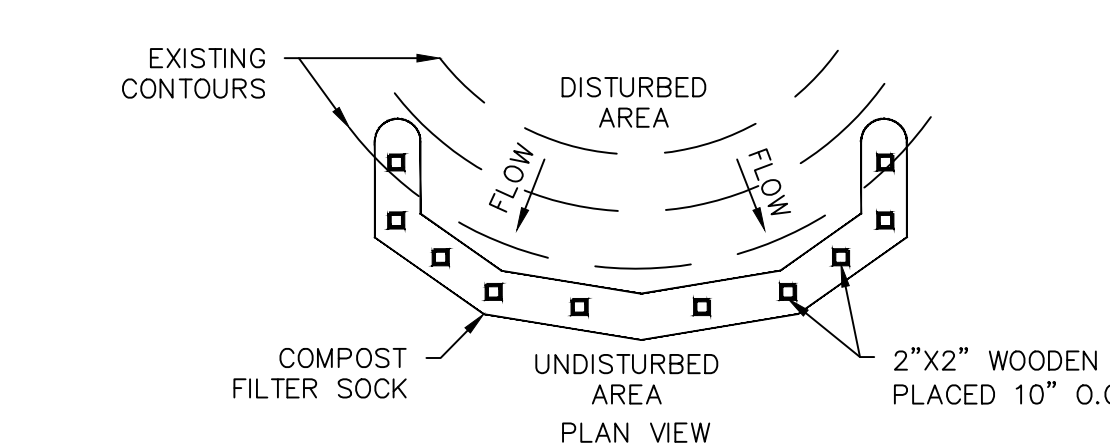 EXISTING
CONTOURS
DISTURBED
AREA
FLOW
FLOW
COMPOST
FILTER SOCK
UNDISTURBED
AREA
2”X2” WOODEN
PLACED 10” O.
PLAN VIEW